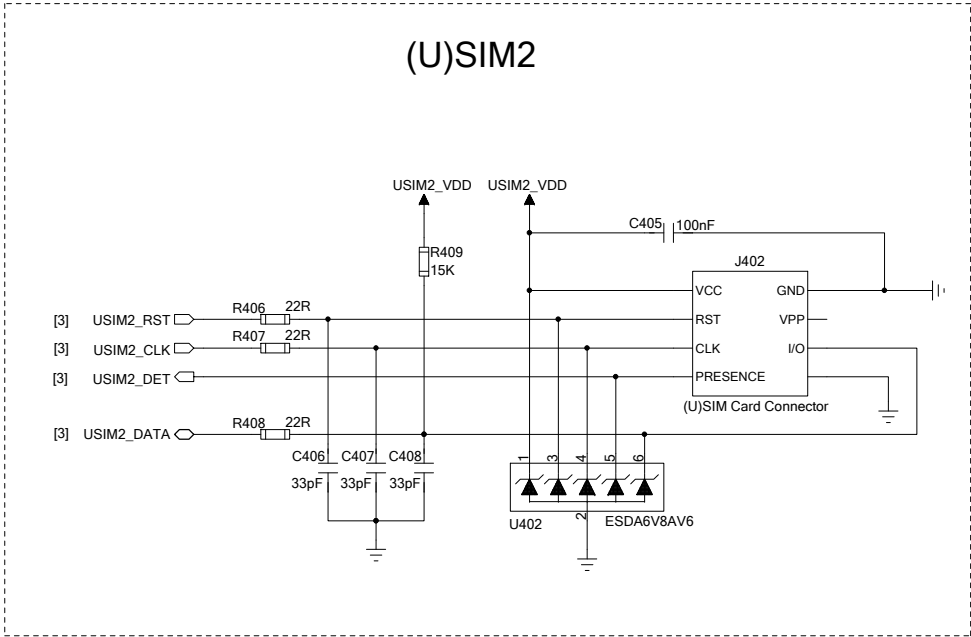 (U)SIM2
USIM2_VDD USIM2_VDD
C405 100nF
R409
15K
J402
VCC GND
R406 22R
[3] USIM2_RST RST VPP
R407 22R
[3] USIM2_CLK CLK I/O
[3] USIM2_DET PRESENCE
(U)SIM Card Connector
R408 22R
[3] USIM2_DATA
C406 C407 C408
33pF 33pF 33pF
1 3 4 5 6
2
U402 ESDA6V8AV6